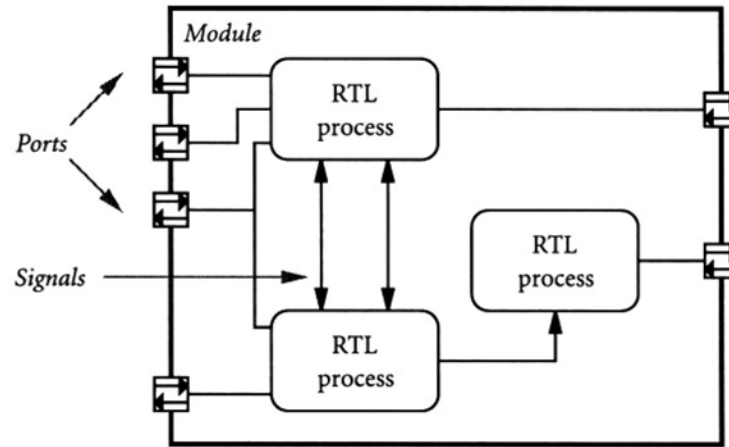 Module
RTL
process
Ports
RTL
process
Signals
RTL
process